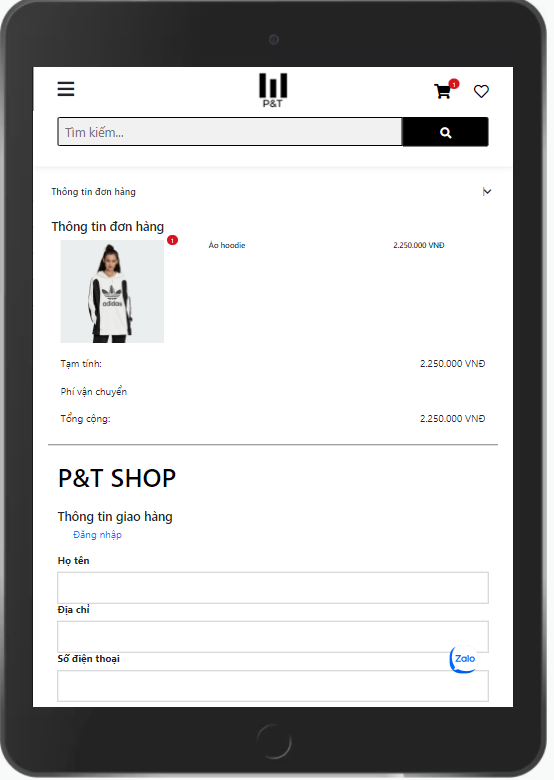 P&T
1
Tìm kiếm...
Thông tin đơn hàng
Thông tin đơn hàng
1
Áo hoodie 2.250.000 VNĐ
adidas
Tạm tính: 2.250.000 VNĐ
Phí vận chuyển
Tổng cộng: 2.250.000 VNĐ
P&T SHOP
Thông tin giao hàng
Đăng nhập
Họ tên
Địa chỉ
Số điện thoại
Zalo